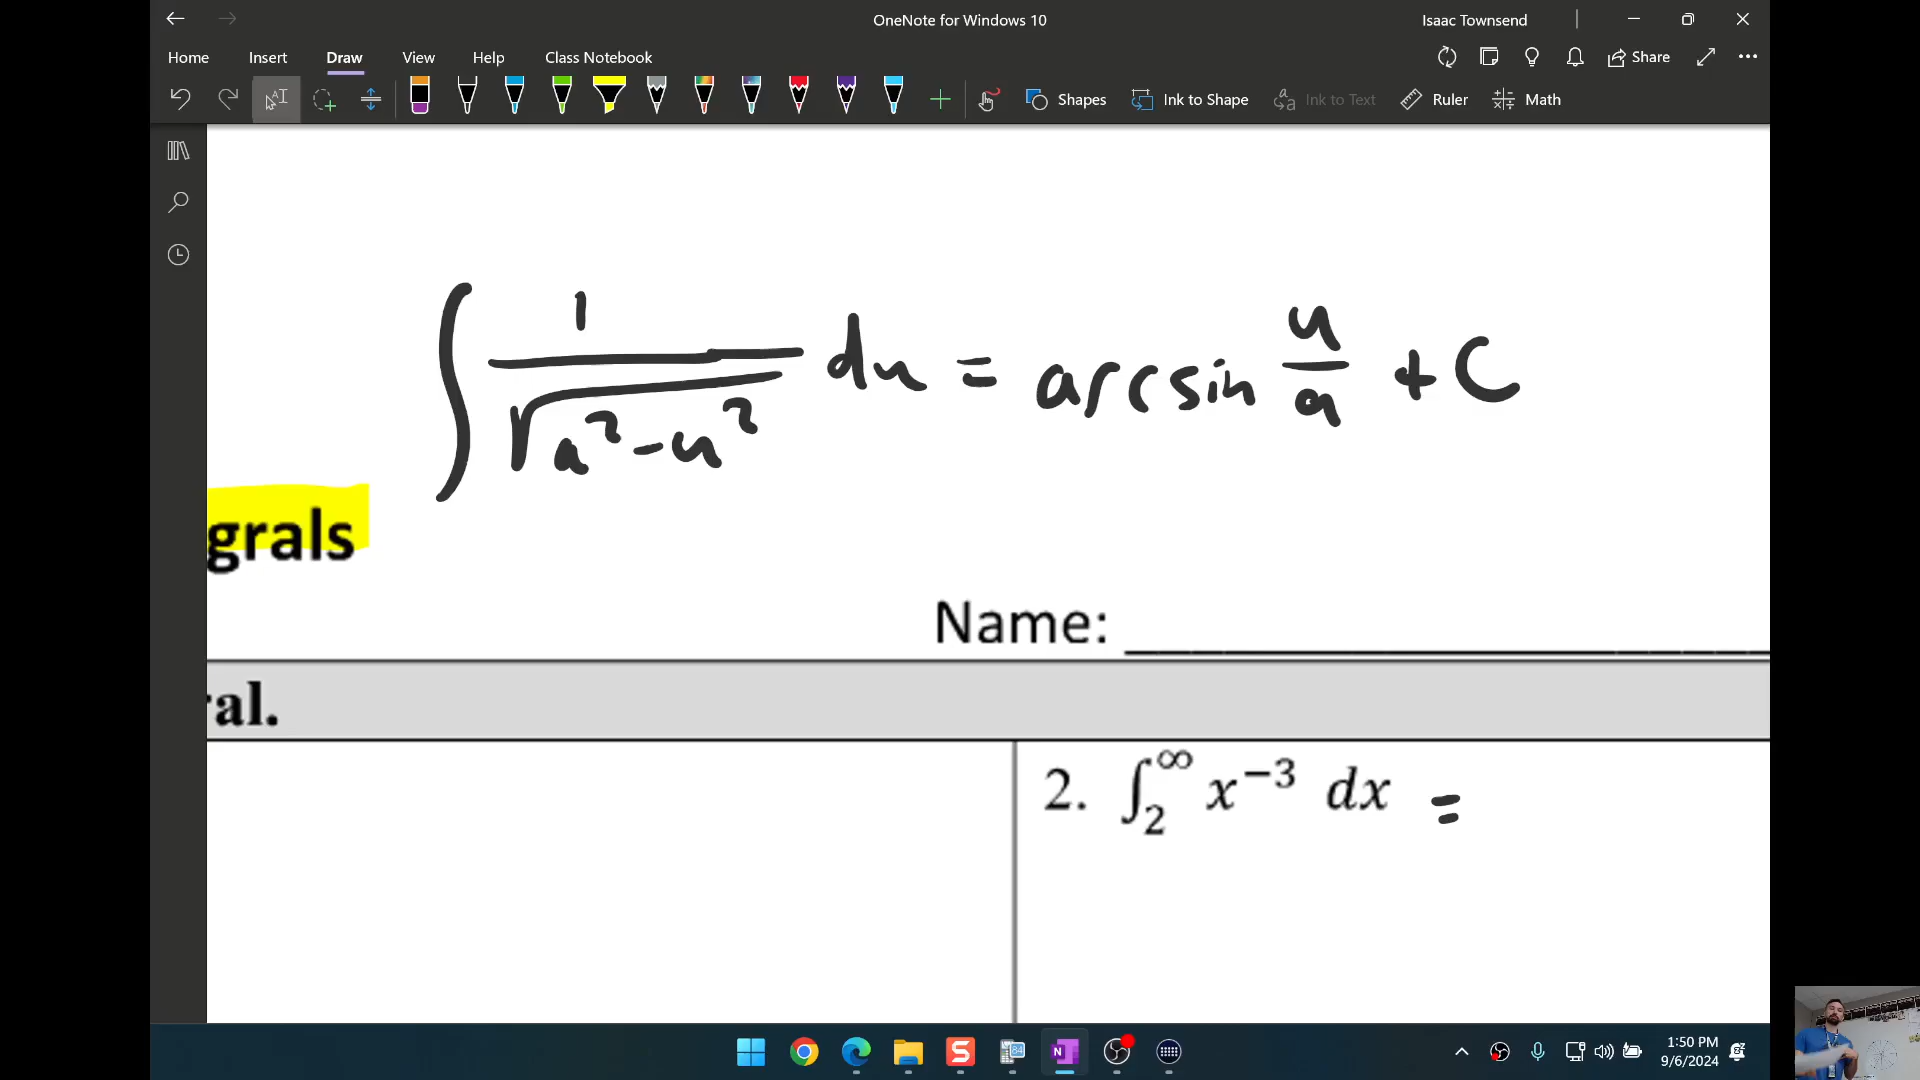 OneNote for Windows 10
Isaac Townsend
Home Insert Draw View Help Class Notebook
Share
Shapes Ink to Shape Ink to Text Ruler Math
∫ 1/√(a² - u²) du = arcsin u/a + C
grals
Name: ____________________
al.
2. ∫₂^∞ x⁻³ dx =
1:50 PM
9/6/2024